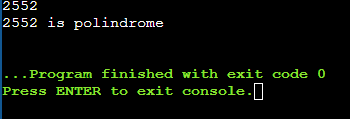 2552
2552 is polindrome
...Program finished with exit code 0
Press ENTER to exit console.